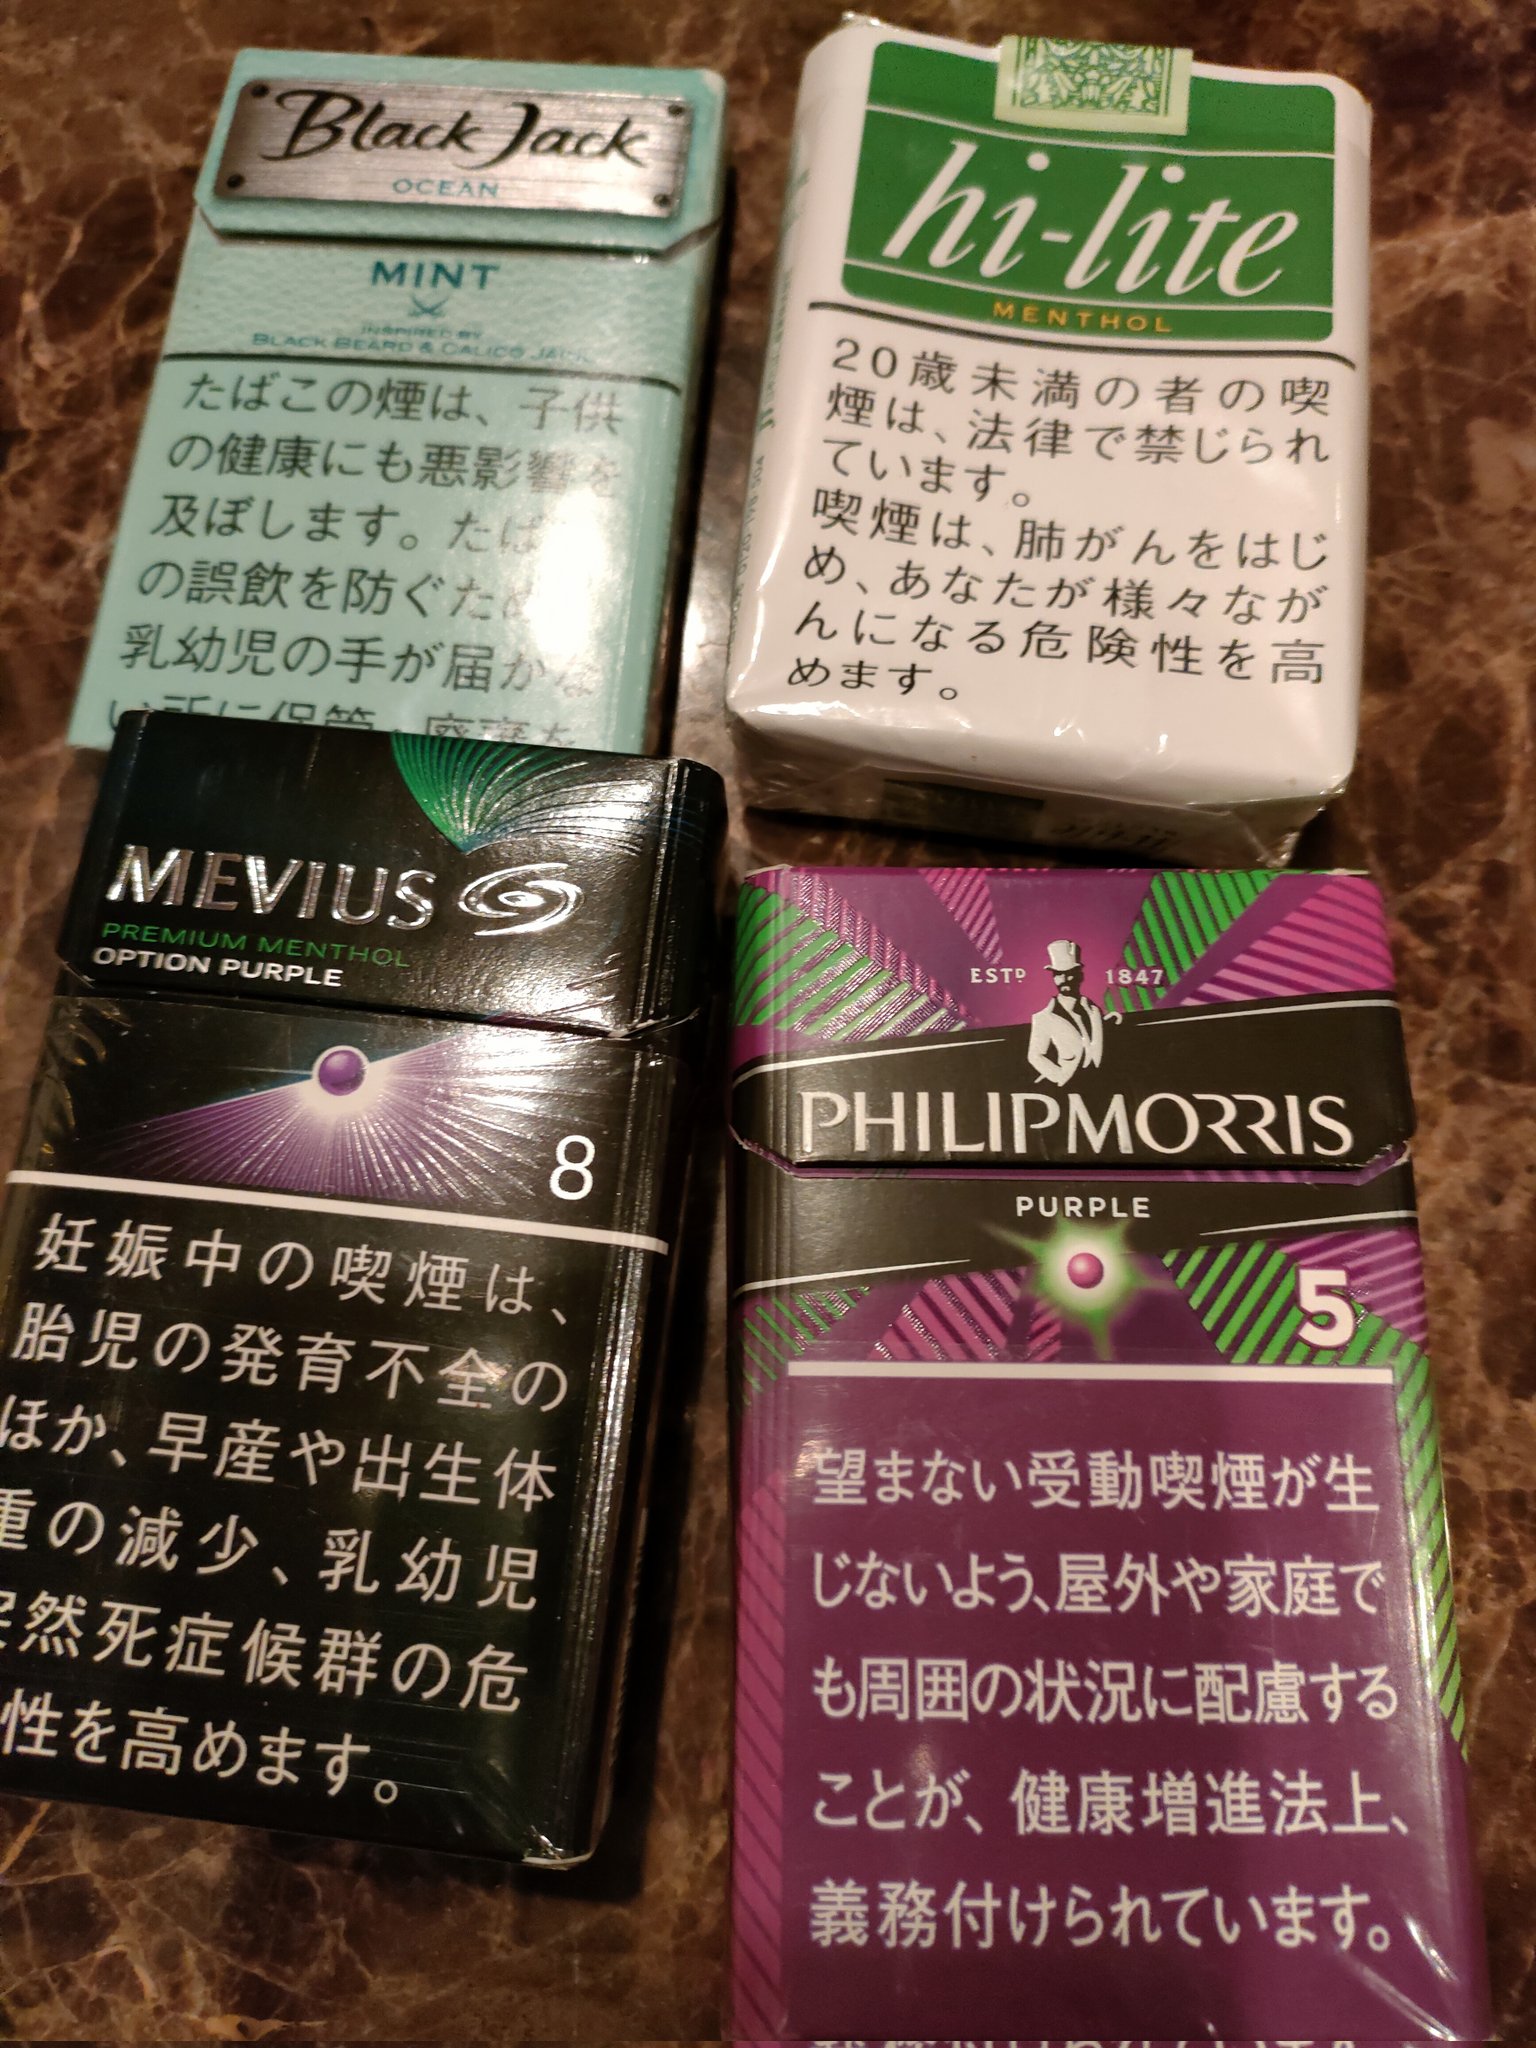 Black Jack
OCEAN
MINT
INSPIRED BY
BLACK BEARD & CALICO JACK
たばこの煙は、子供
の健康にも悪影響を
及ぼします。たば
の誤飲を防ぐため
乳幼児の手が届かな
い所に保管、廃棄を
hi-lite
MENTHOL
20歳未満の者の喫
煙は、法律で禁じられ
ています。
喫煙は、肺がんをはじ
め、あなたが様々なが
んになる危険性を高
めます。
MEVIUS
PREMIUM MENTHOL
OPTION PURPLE
8
妊娠中の喫煙は、
胎児の発育不全の
ほか、早産や出生体
重の減少、乳幼児
突然死症候群の危
性を高めます。
ESTD 1847
PHILIPMORRIS
PURPLE
5
望まない受動喫煙が生
じないよう、屋外や家庭で
も周囲の状況に配慮する
ことが、健康増進法上、
義務付けられています。